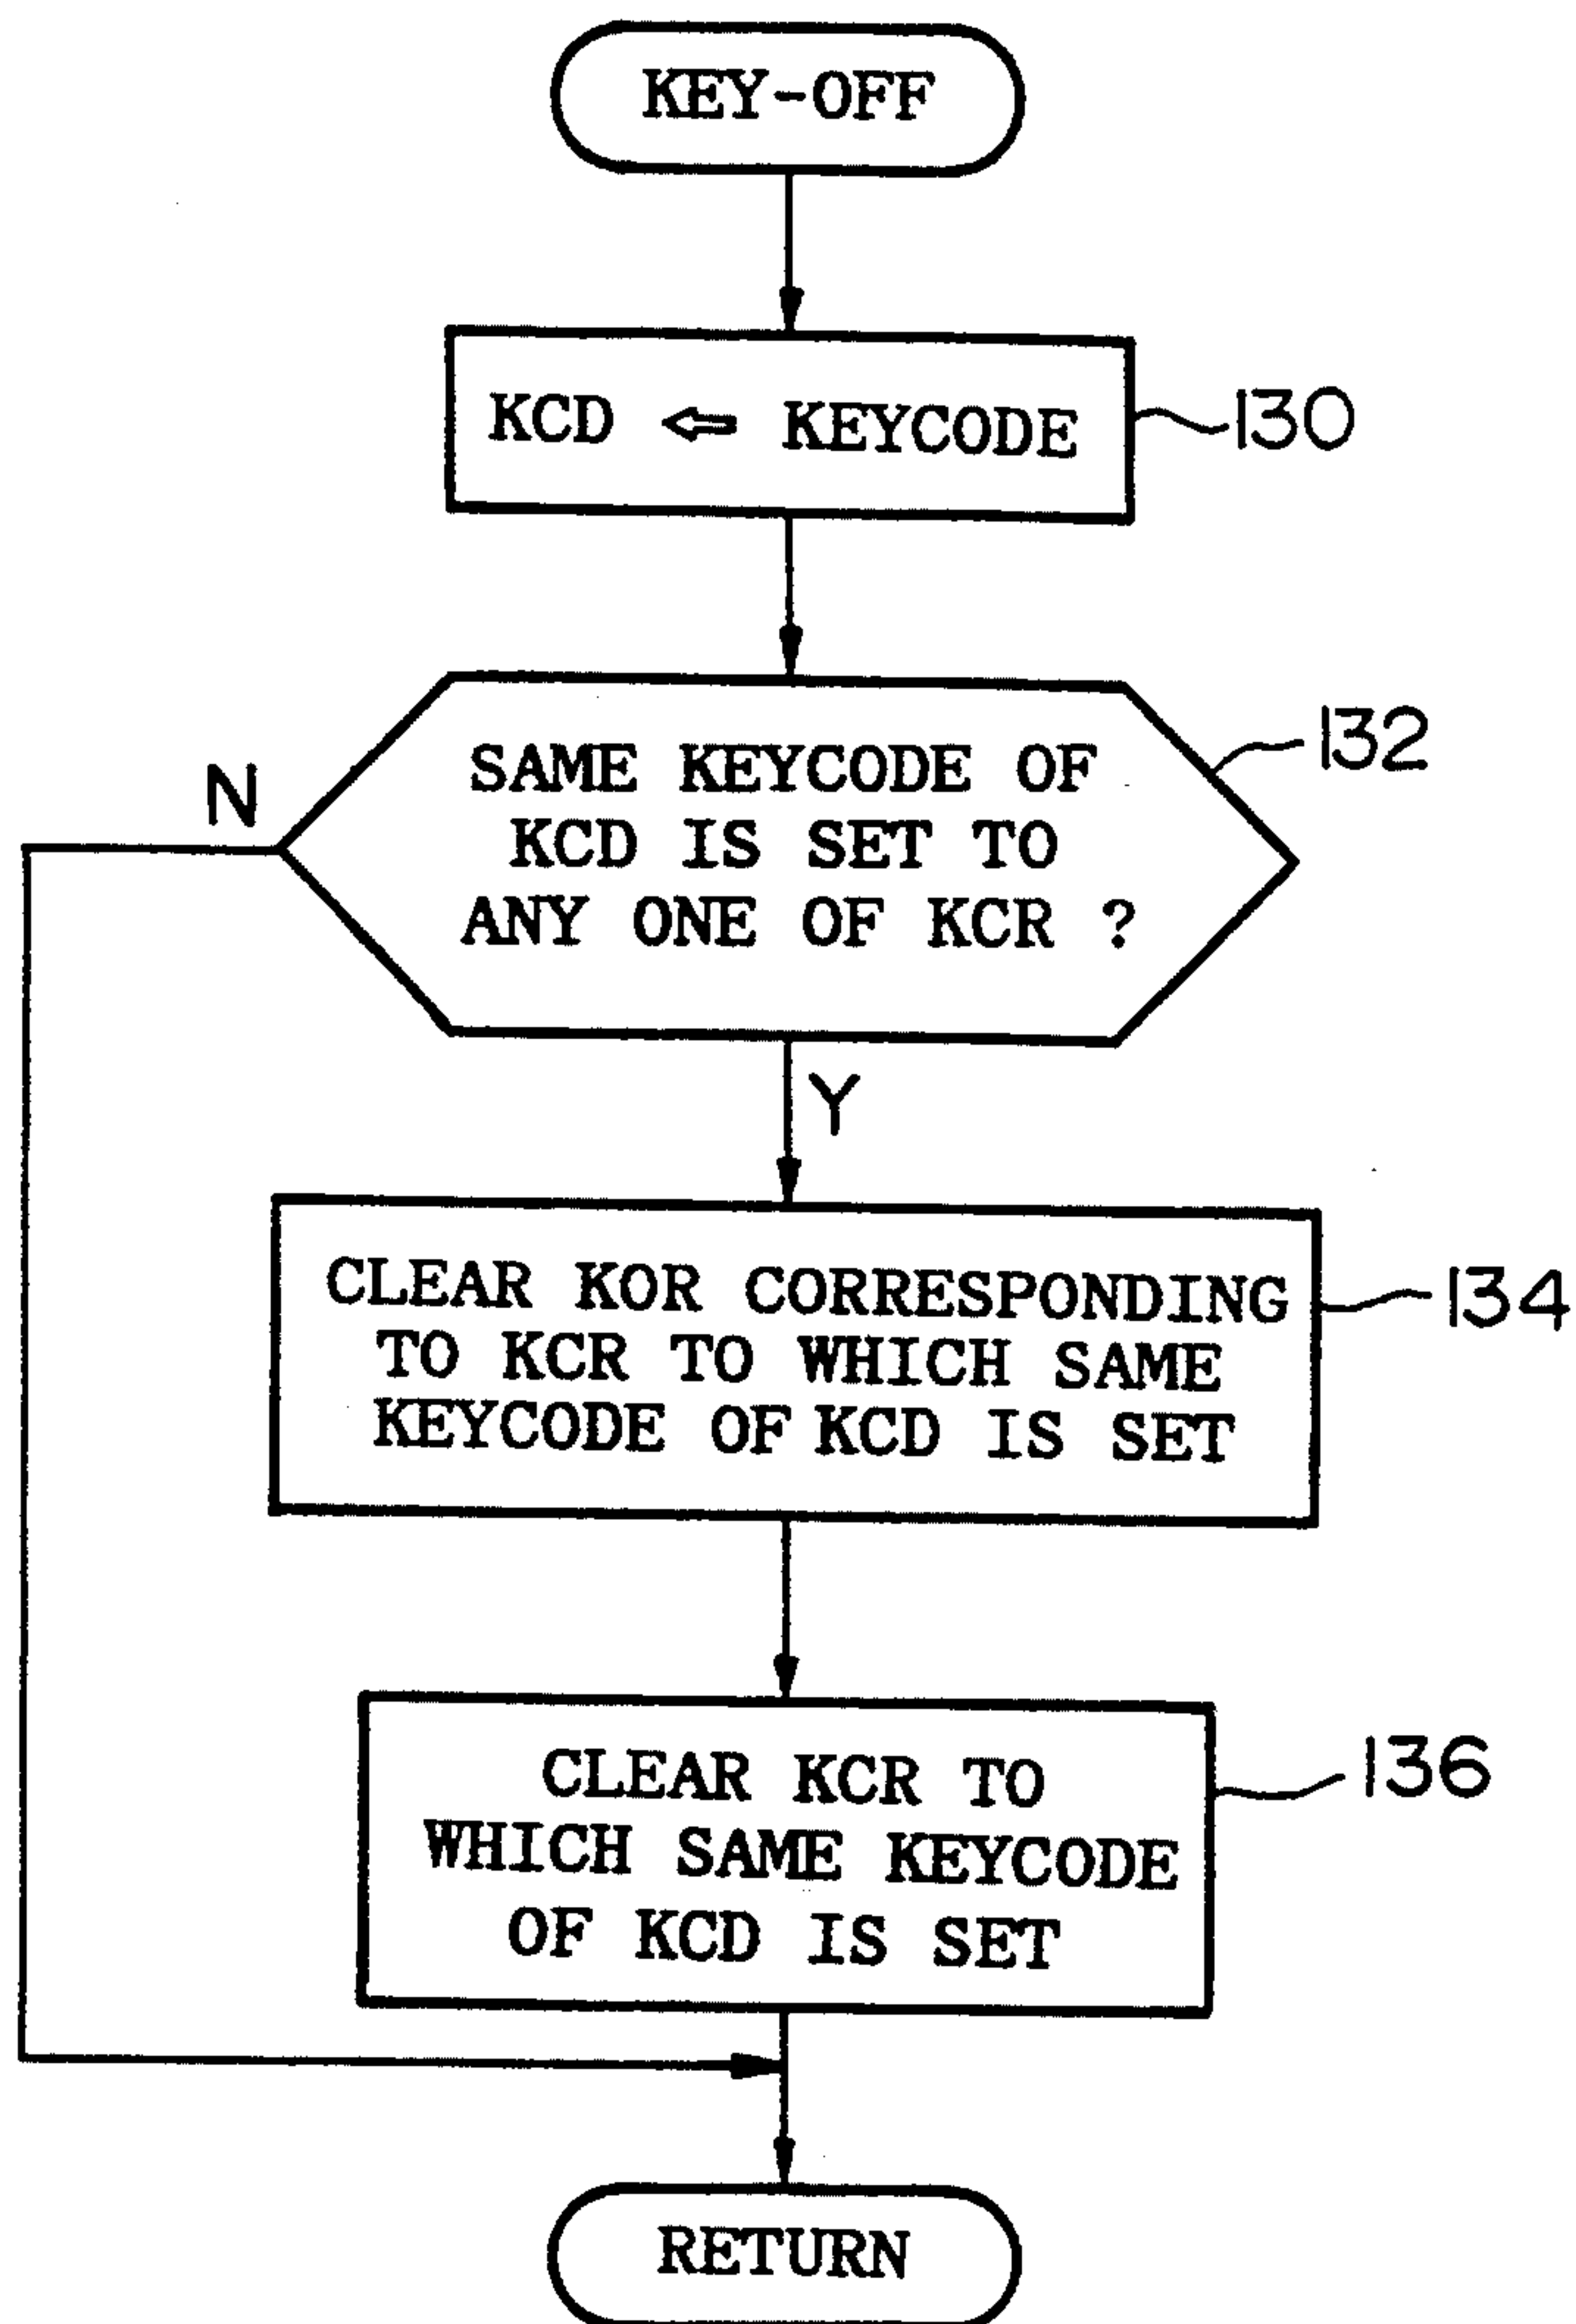 KEY-OFF
KCD ⇐ KEYCODE
130
SAME KEYCODE OF
KCD IS SET TO
ANY ONE OF KCR ?
132
N
Y
CLEAR KOR CORRESPONDING
TO KCR TO WHICH SAME
KEYCODE OF KCD IS SET
134
CLEAR KCR TO
WHICH SAME KEYCODE
OF KCD IS SET
136
RETURN